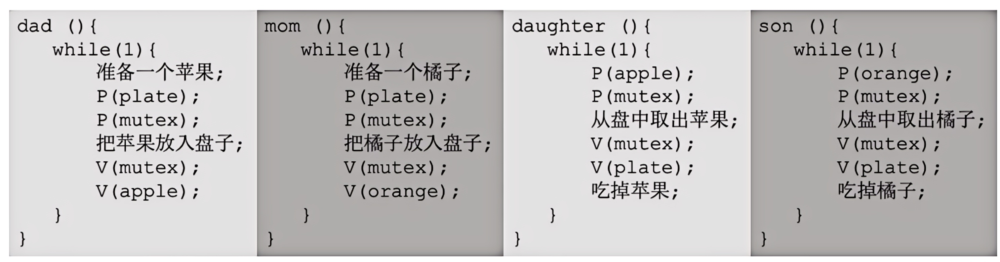 dad (){
while(1){
准备一个苹果;
P(plate);
P(mutex);
把苹果放入盘子;
V(mutex);
V(apple);
}
}
mom (){
while(1){
准备一个橘子;
P(plate);
P(mutex);
把橘子放入盘子;
V(mutex);
V(orange);
}
}
daughter (){
while(1){
P(apple);
P(mutex);
从盘中取出苹果;
V(mutex);
V(plate);
吃掉苹果;
}
}
son (){
while(1){
P(orange);
P(mutex);
从盘中取出橘子;
V(mutex);
V(plate);
吃掉橘子;
}
}